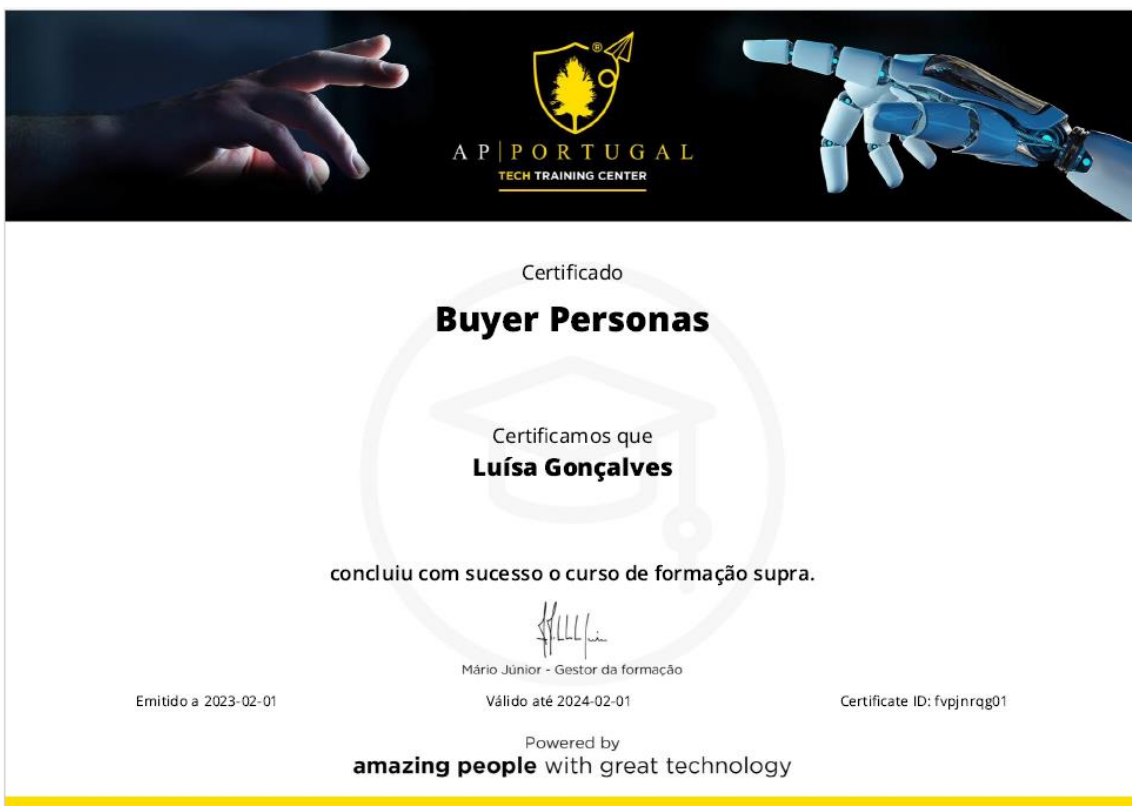 ®
AP|PORTUGAL
TECH TRAINING CENTER
Certificado
Buyer Personas
Certificamos que
Luísa Gonçalves
concluiu com sucesso o curso de formação supra.
Mário Júnior - Gestor da formação
Emitido a 2023-02-01 Válido até 2024-02-01 Certificate ID: fvpjnrqg01
Powered by
amazing people with great technology